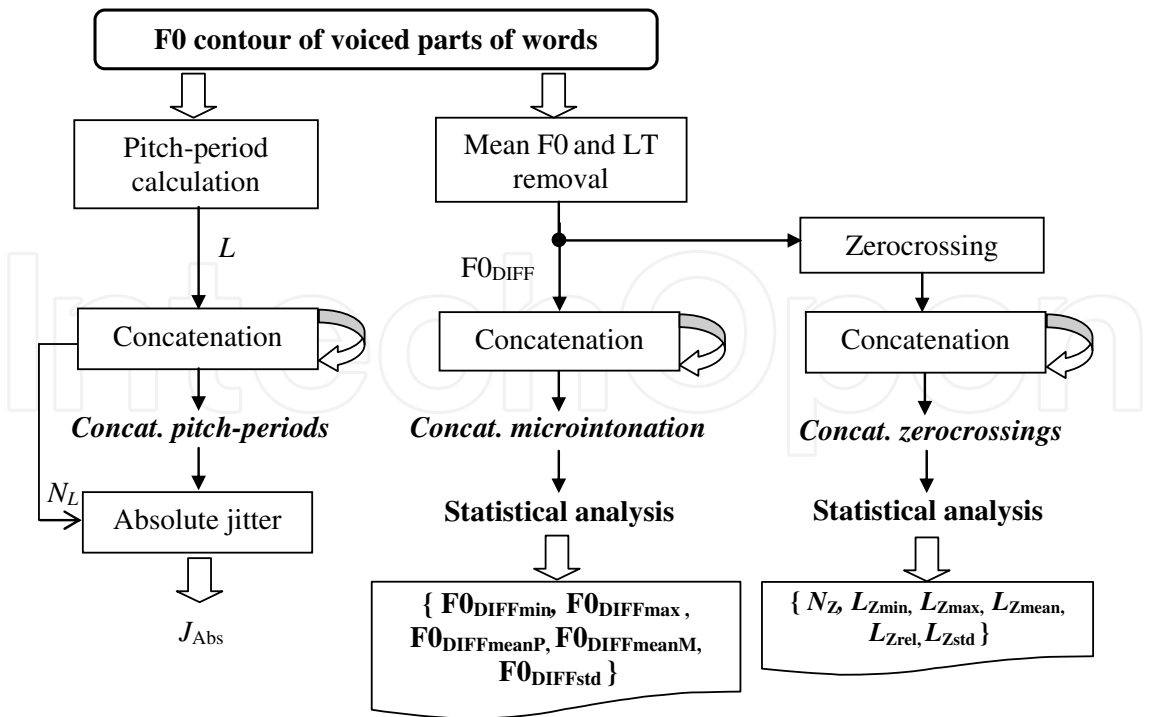 F0 contour of voiced parts of words
Pitch-period
calculation
Mean F0 and LT
removal
L
F0DIFF
Zerocrossing
Concatenation
Concatenation
Concatenation
IntechOpen
Concat. pitch-periods
Concat. microintonation
Concat. zerocrossings
NL
Absolute jitter
Statistical analysis
Statistical analysis
JAbs
{ F0DIFFmin, F0DIFFmax ,
F0DIFFmeanP, F0DIFFmeanM,
F0DIFFstd }
{ NZ, LZmin, LZmax, LZmean,
LZrel, LZstd }